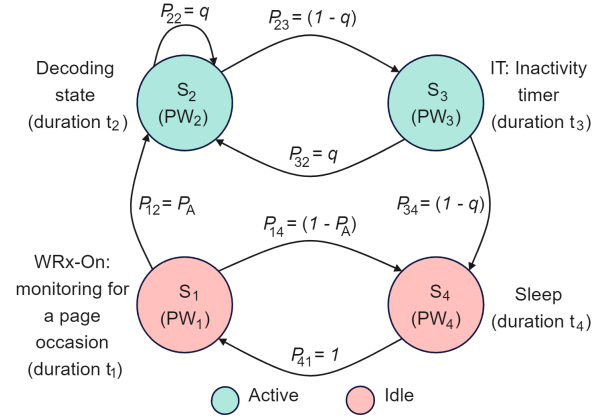 P₂₂ = q
P₂₃ = (1 - q)
Decoding
state
(duration t₂)
S₂
(PW₂)
S₃
(PW₃)
IT: Inactivity
timer
(duration t₃)
P₃₂ = q
P₁₂ = P_A
P₃₄ = (1 - q)
P₁₄ = (1 - P_A)
WRx-On:
monitoring for
a page
occasion
(duration t₁)
S₁
(PW₁)
S₄
(PW₄)
Sleep
(duration t₄)
P₄₁ = 1
Active
Idle